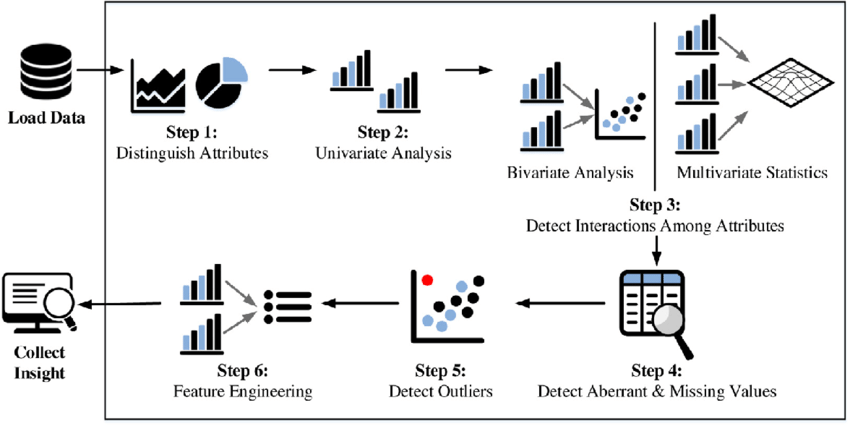 Load Data
Step 1:
Distinguish Attributes
Step 2:
Univariate Analysis
Bivariate Analysis
Multivariate Statistics
Step 3:
Detect Interactions Among Attributes
Collect
Insight
Step 6:
Feature Engineering
Step 5:
Detect Outliers
Step 4:
Detect Aberrant & Missing Values